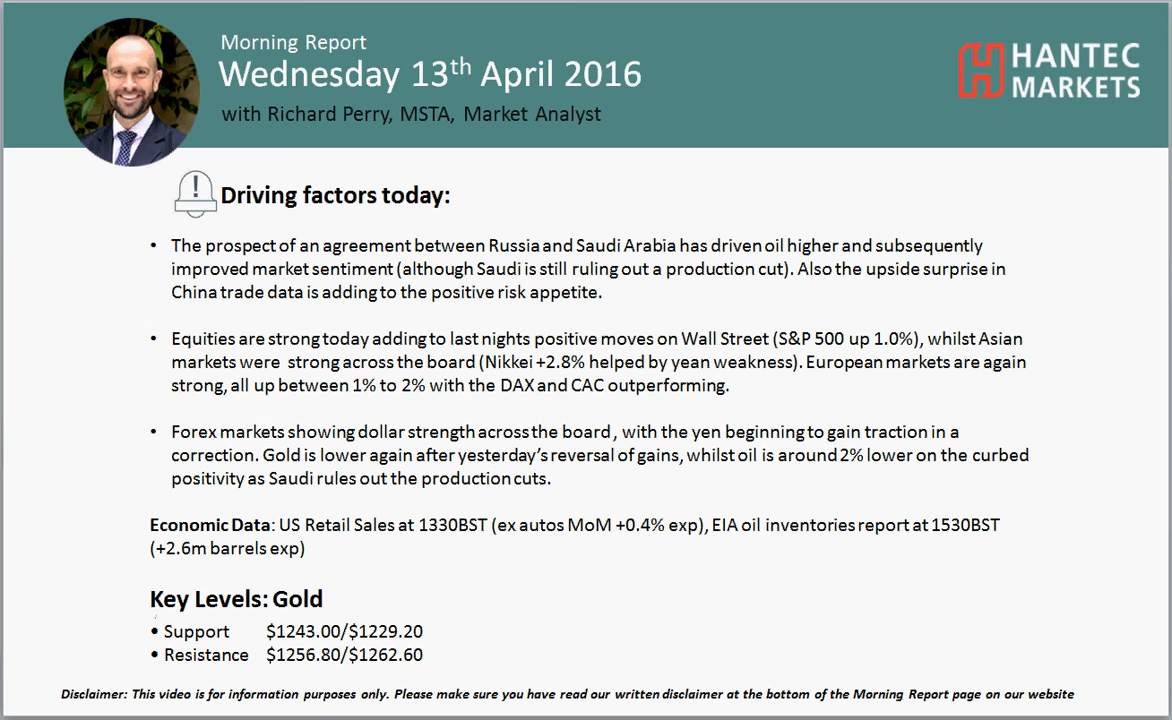 Morning Report
Wednesday 13th April 2016
with Richard Perry, MSTA, Market Analyst
HANTEC
MARKETS
!
Driving factors today:
• The prospect of an agreement between Russia and Saudi Arabia has driven oil higher and subsequently
improved market sentiment (although Saudi is still ruling out a production cut). Also the upside surprise in
China trade data is adding to the positive risk appetite.
• Equities are strong today adding to last nights positive moves on Wall Street (S&P 500 up 1.0%), whilst Asian
markets were strong across the board (Nikkei +2.8% helped by yean weakness). European markets are again
strong, all up between 1% to 2% with the DAX and CAC outperforming.
• Forex markets showing dollar strength across the board, with the yen beginning to gain traction in a
correction. Gold is lower again after yesterday's reversal of gains, whilst oil is around 2% lower on the curbed
positivity as Saudi rules out the production cuts.
Economic Data: US Retail Sales at 1330BST (ex autos MoM +0.4% exp), EIA oil inventories report at 1530BST
(+2.6m barrels exp)
Key Levels: Gold
• Support $1243.00/$1229.20
• Resistance $1256.80/$1262.60
Disclaimer: This video is for information purposes only. Please make sure you have read our written disclaimer at the bottom of the Morning Report page on our website